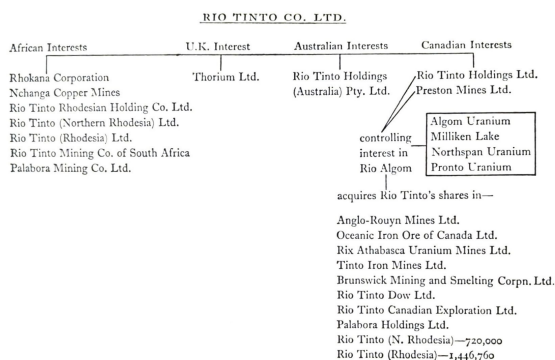 RIO TINTO CO. LTD.
African Interests
U.K. Interest
Australian Interests
Canadian Interests
Rhokana Corporation
Nchanga Copper Mines
Rio Tinto Rhodesian Holding Co. Ltd.
Rio Tinto (Northern Rhodesia) Ltd.
Rio Tinto (Rhodesia) Ltd.
Rio Tinto Mining Co. of South Africa
Palabora Mining Co. Ltd.
Thorium Ltd.
Rio Tinto Holdings
(Australia) Pty. Ltd.
Rio Tinto Holdings Ltd.
Preston Mines Ltd.
controlling
interest in
Rio Algom
Algom Uranium
Milliken Lake
Northspan Uranium
Pronto Uranium
acquires Rio Tinto's shares in—
Anglo-Rouyn Mines Ltd.
Oceanic Iron Ore of Canada Ltd.
Rix Athabasca Uranium Mines Ltd.
Tinto Iron Mines Ltd.
Brunswick Mining and Smelting Corpn. Ltd.
Rio Tinto Dow Ltd.
Rio Tinto Canadian Exploration Ltd.
Palabora Holdings Ltd.
Rio Tinto (N. Rhodesia)—720,000
Rio Tinto (Rhodesia)—1,446,760